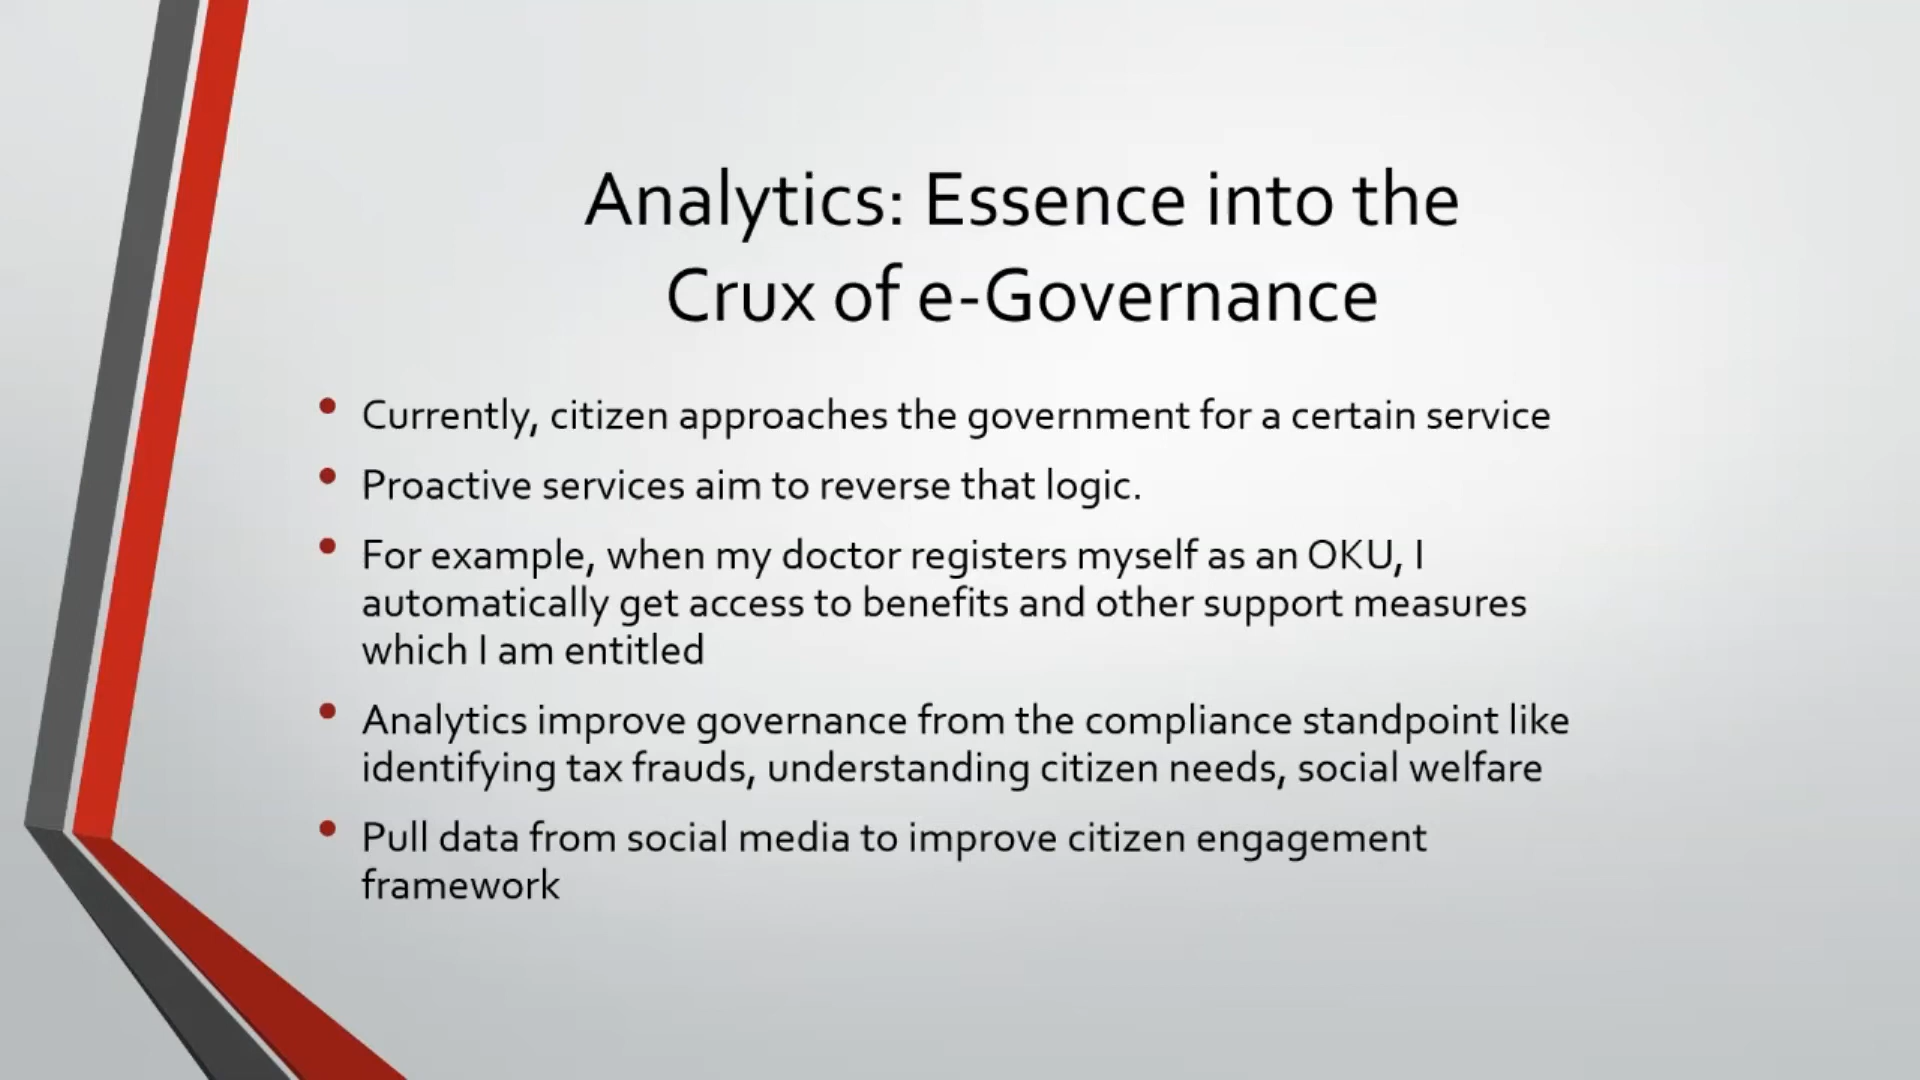 Analytics: Essence into the
Crux of e-Governance
• Currently, citizen approaches the government for a certain service
• Proactive services aim to reverse that logic.
• For example, when my doctor registers myself as an OKU, I
automatically get access to benefits and other support measures
which I am entitled
• Analytics improve governance from the compliance standpoint like
identifying tax frauds, understanding citizen needs, social welfare
• Pull data from social media to improve citizen engagement
framework